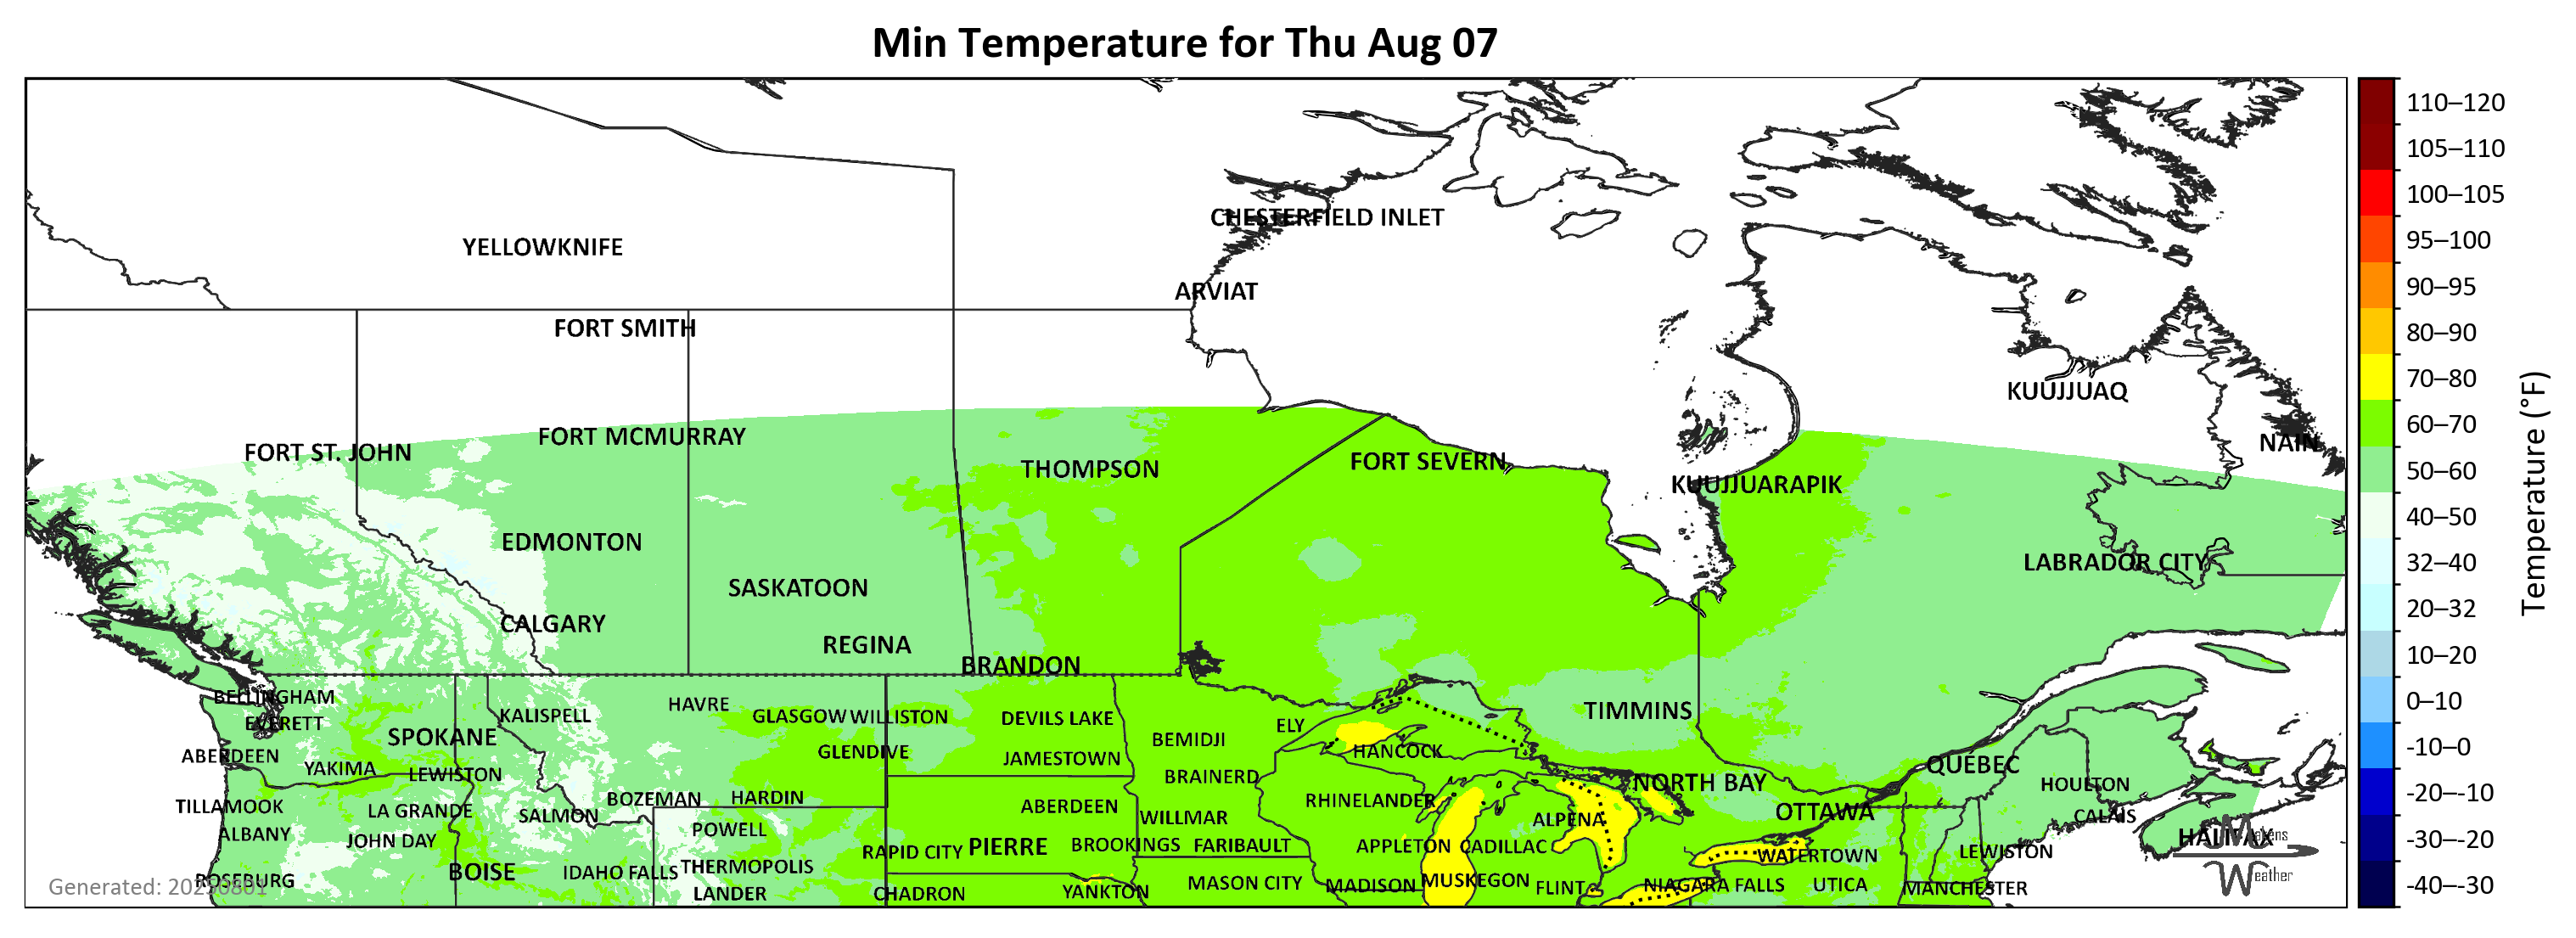 Min Temperature for Thu Aug 07
110–120
105–110
100–105
95–100
90–95
80–90
70–80
60–70
50–60
40–50
32–40
20–32
10–20
0–10
-10–0
-20–-10
-30–-20
-40–-30
Temperature (°F)
CHESTERFIELD INLET
YELLOWKNIFE
ARVIAT
FORT SMITH
KUUJJUAQ
FORT MCMURRAY
NAIN
FORT ST. JOHN
FORT SEVERN
THOMPSON
KUUJJUARAPIK
EDMONTON
LABRADOR CITY
SASKATOON
CALGARY
REGINA
BRANDON
BELLINGHAM
HAVRE
TIMMINS
KALISPELL
GLASGOW
WILLISTON
DEVILS LAKE
EVERETT
ELY
SPOKANE
BEMIDJI
GLENDIVE
HANCOCK
ABERDEEN
JAMESTOWN
QUÉBEC
YAKIMA
LEWISTON
BRAINERD
NORTH BAY
HOULTON
BOZEMAN
HARDIN
RHINELANDER
TILLAMOOK
LA GRANDE
ABERDEEN
SALMON
WILLMAR
ALPENA
OTTAWA
CALAIS
ALBANY
POWELL
HALIFAX
JOHN DAY
RAPID CITY
PIERRE
BROOKINGS
FARIBAULT
APPLETON
CADILLAC
WATERTOWN
LEWISTON
BOISE
IDAHO FALLS
THERMOPOLIS
ROSEBURG
MASON CITY
MADISON
MUSKEGON
FLINT
NIAGARA FALLS
UTICA
MANCHESTER
LANDER
CHADRON
YANKTON
Generated: 20250801
Makens
Weather